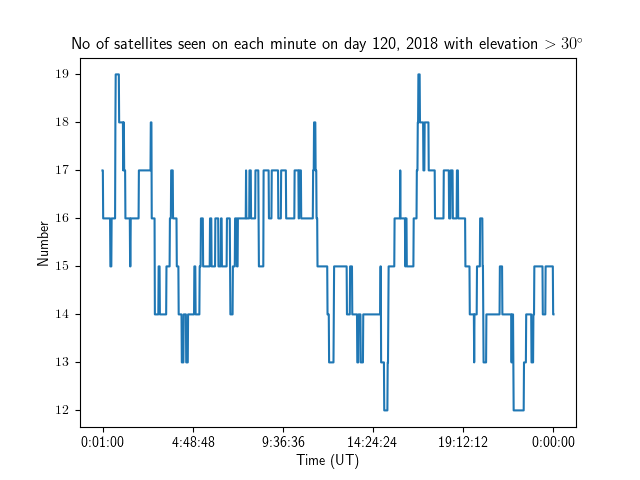 No of satellites seen on each minute on day 120, 2018 with elevation > 30°
19
18
17
16
15
14
13
12
Number
0:01:00 4:48:48 9:36:36 14:24:24 19:12:12 0:00:00
Time (UT)